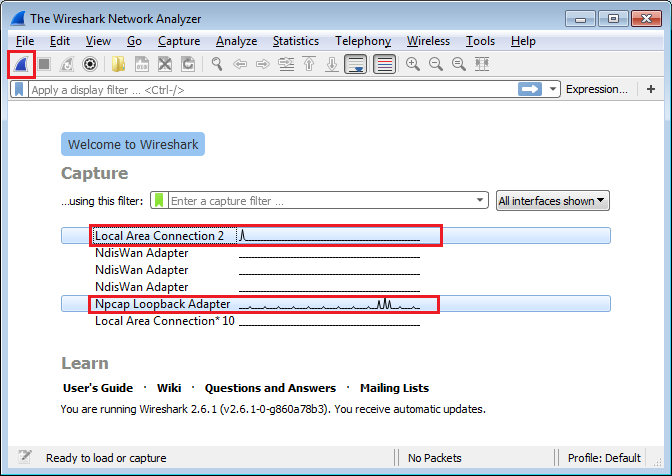 The Wireshark Network Analyzer
File Edit View Go Capture Analyze Statistics Telephony Wireless Tools Help
Apply a display filter ... <Ctrl-/> Expression... +
Welcome to Wireshark
Capture
...using this filter: Enter a capture filter ... All interfaces shown
Local Area Connection 2
NdisWan Adapter
NdisWan Adapter
NdisWan Adapter
Npcap Loopback Adapter
Local Area Connection* 10
Learn
User's Guide · Wiki · Questions and Answers · Mailing Lists
You are running Wireshark 2.6.1 (v2.6.1-0-g860a78b3). You receive automatic updates.
Ready to load or capture No Packets Profile: Default